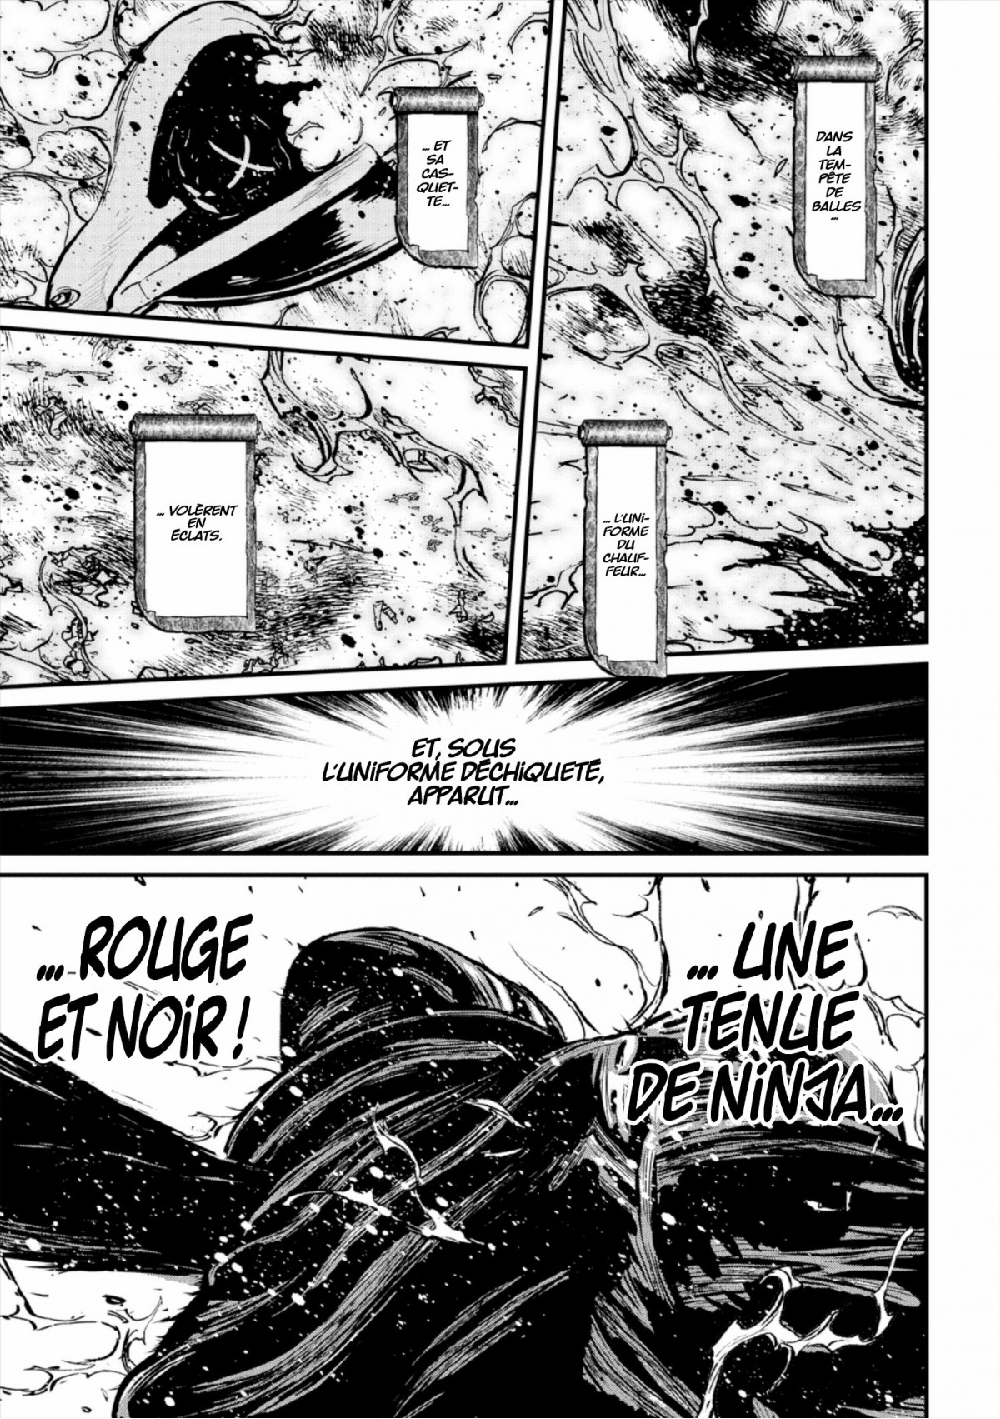 DANS
LA
TEM-
PÊTE
DE
BALLES
...
... L'UNI-
FORME
DU
CHAUF-
FEUR...
... ET
SA
CAS-
QUET-
TE...
... VOLÈRENT
EN
ÉCLATS.
ET, SOUS
L'UNIFORME DÉCHIQUETÉ,
APPARUT...
... UNE
TENUE
DE NINJA...
... ROUGE
ET NOIR !